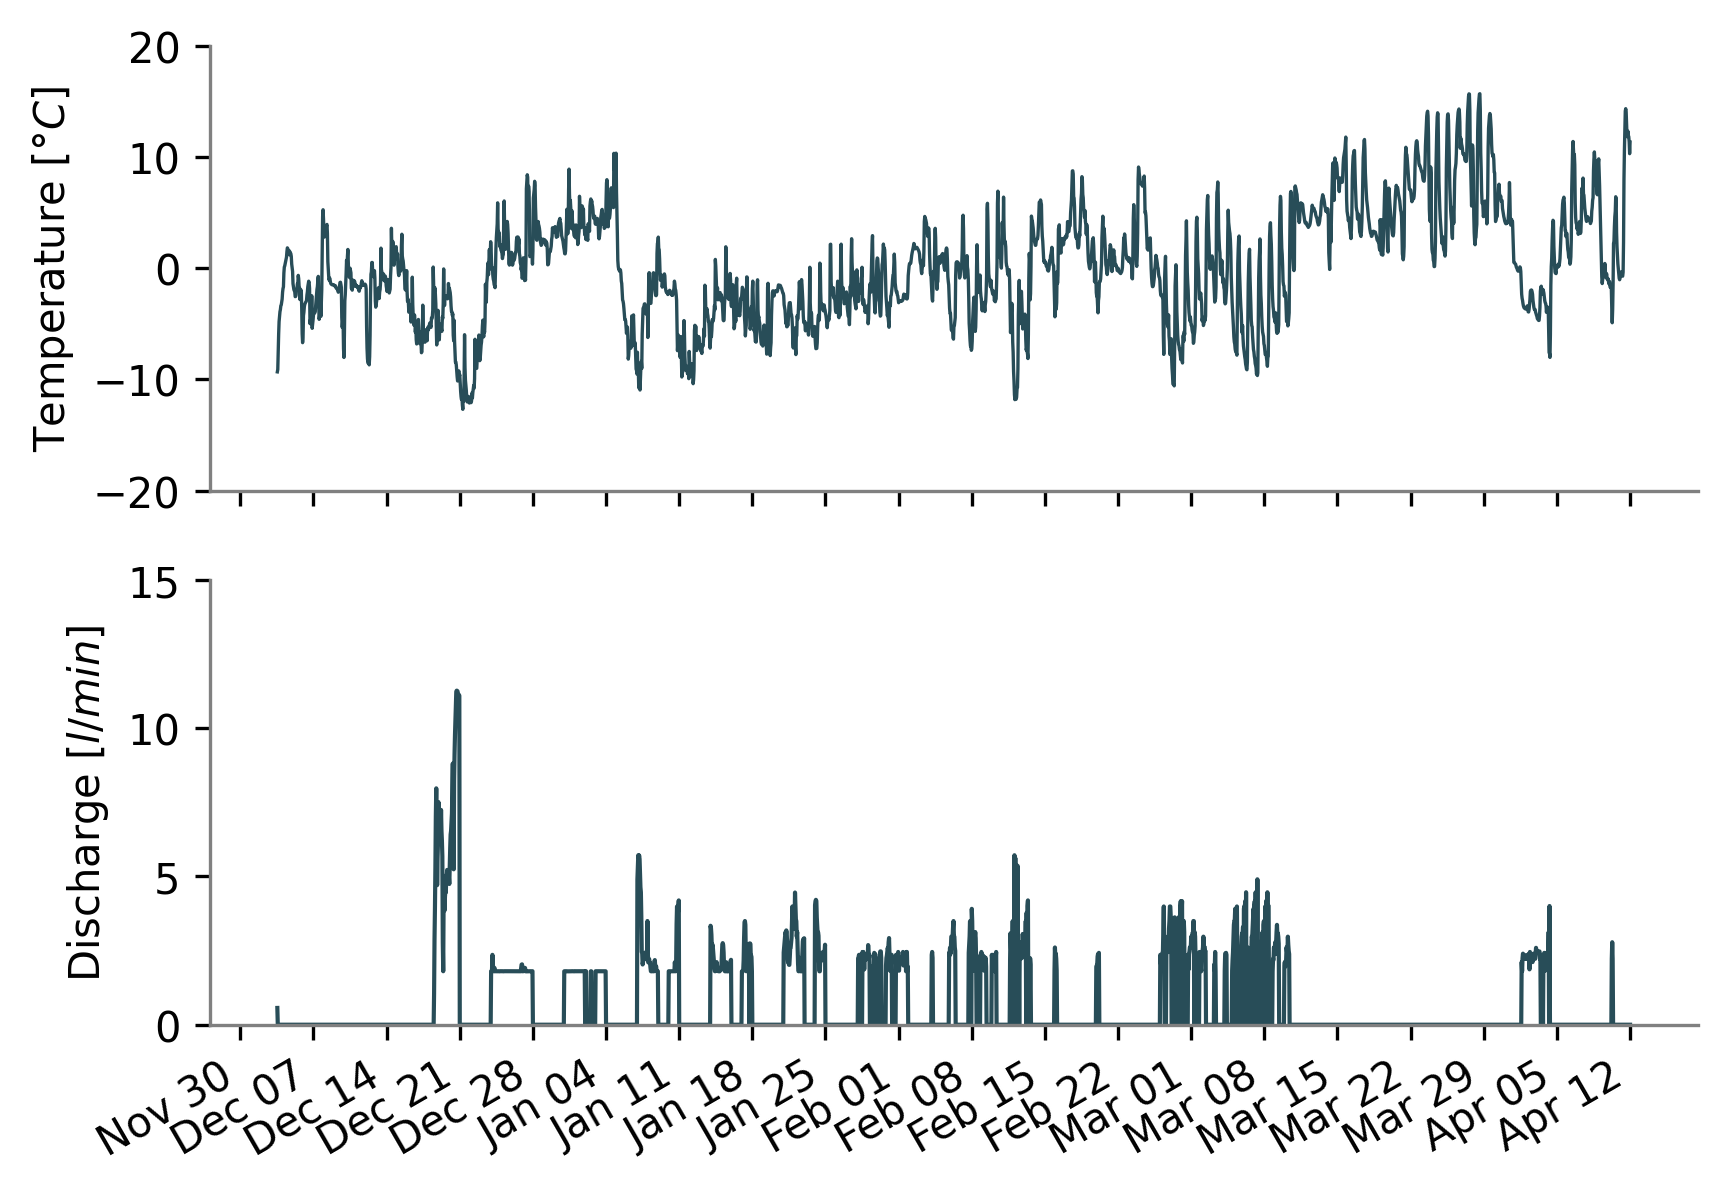 Temperature [°C]
20
10
0
−10
−20
Discharge [l/min]
15
10
5
0
Nov 30
Dec 07
Dec 14
Dec 21
Dec 28
Jan 04
Jan 11
Jan 18
Jan 25
Feb 01
Feb 08
Feb 15
Feb 22
Mar 01
Mar 08
Mar 15
Mar 22
Mar 29
Apr 05
Apr 12